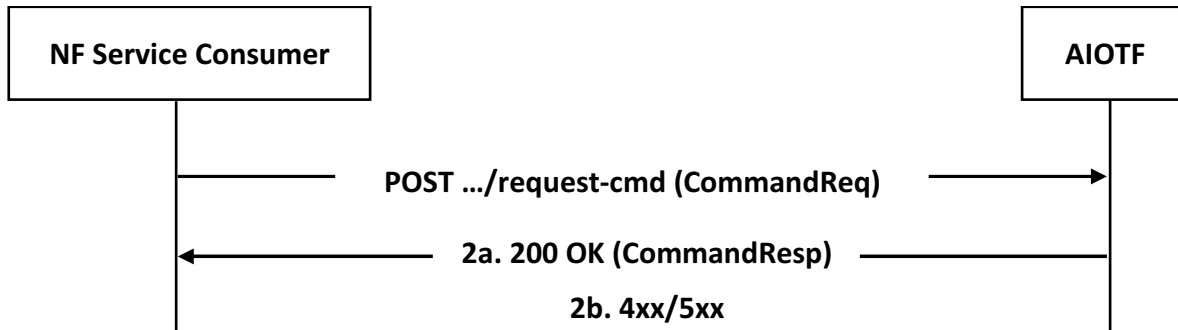 NF Service Consumer
AIOTF
POST …/request-cmd (CommandReq)
2a. 200 OK (CommandResp)
2b. 4xx/5xx